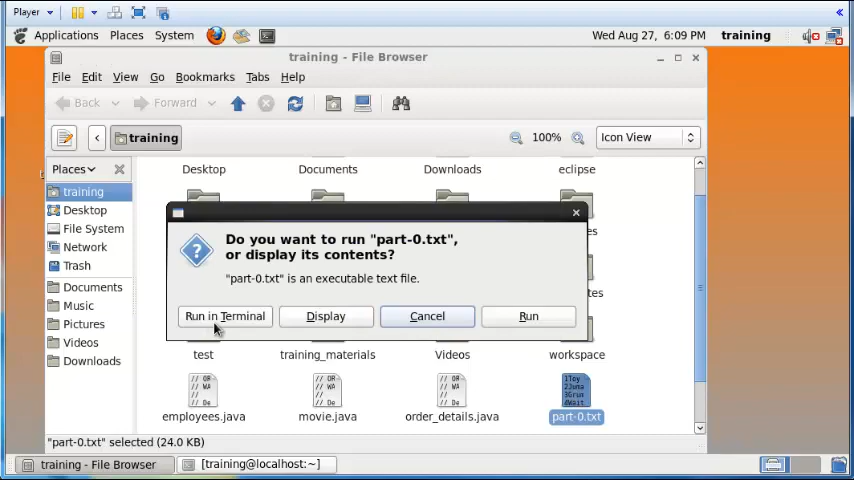 Player
«
Applications Places System Wed Aug 27, 6:09 PM training
training - File Browser
File Edit View Go Bookmarks Tabs Help
Back Forward
training 100% Icon View
Places
training
Desktop
File System
Network
Trash
Documents
Music
Pictures
Videos
Downloads
Desktop Documents Downloads eclipse
Do you want to run "part-0.txt",
or display its contents?
"part-0.txt" is an executable text file.
Run in Terminal Display Cancel Run
test training_materials Videos workspace
employees.java movie.java order_details.java part-0.txt
"part-0.txt" selected (24.0 KB)
training - File Browser [training@localhost:~]